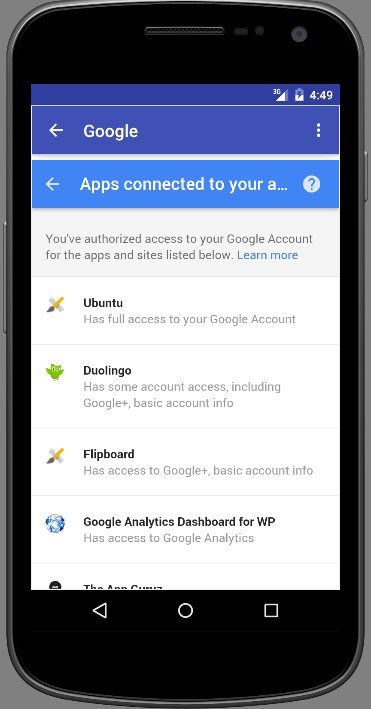 3G 4:49
Google
Apps connected to your a...
You've authorized access to your Google Account
for the apps and sites listed below. Learn more
Ubuntu
Has full access to your Google Account
Duolingo
Has some account access, including
Google+, basic account info
Flipboard
Has access to Google+, basic account info
Google Analytics Dashboard for WP
Has access to Google Analytics
The App Guruz